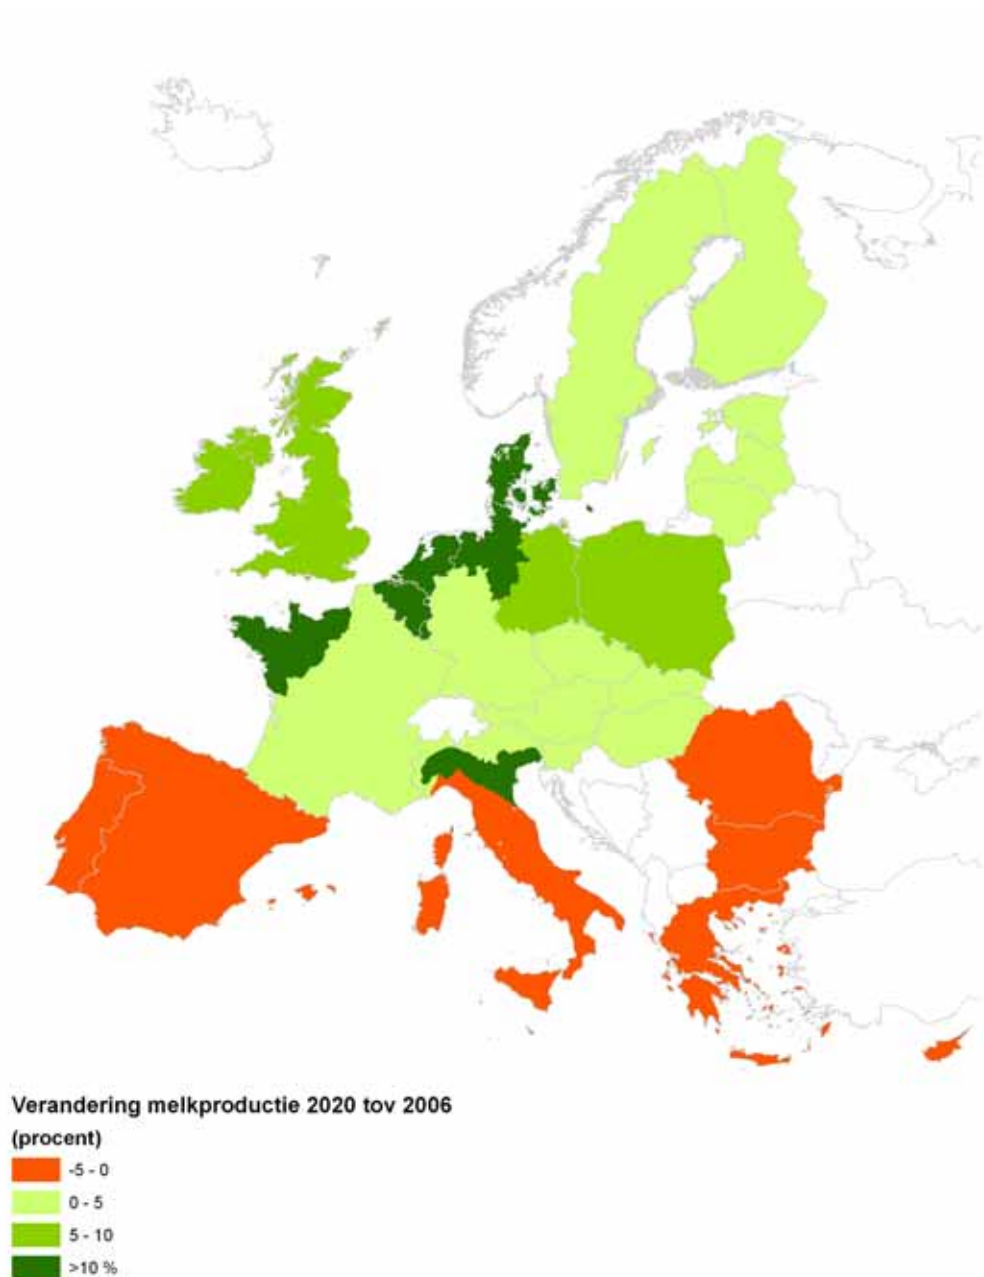 Verandering melkproductie 2020 tov 2006
(procent)
-5 - 0
0 - 5
5 - 10
>10 %